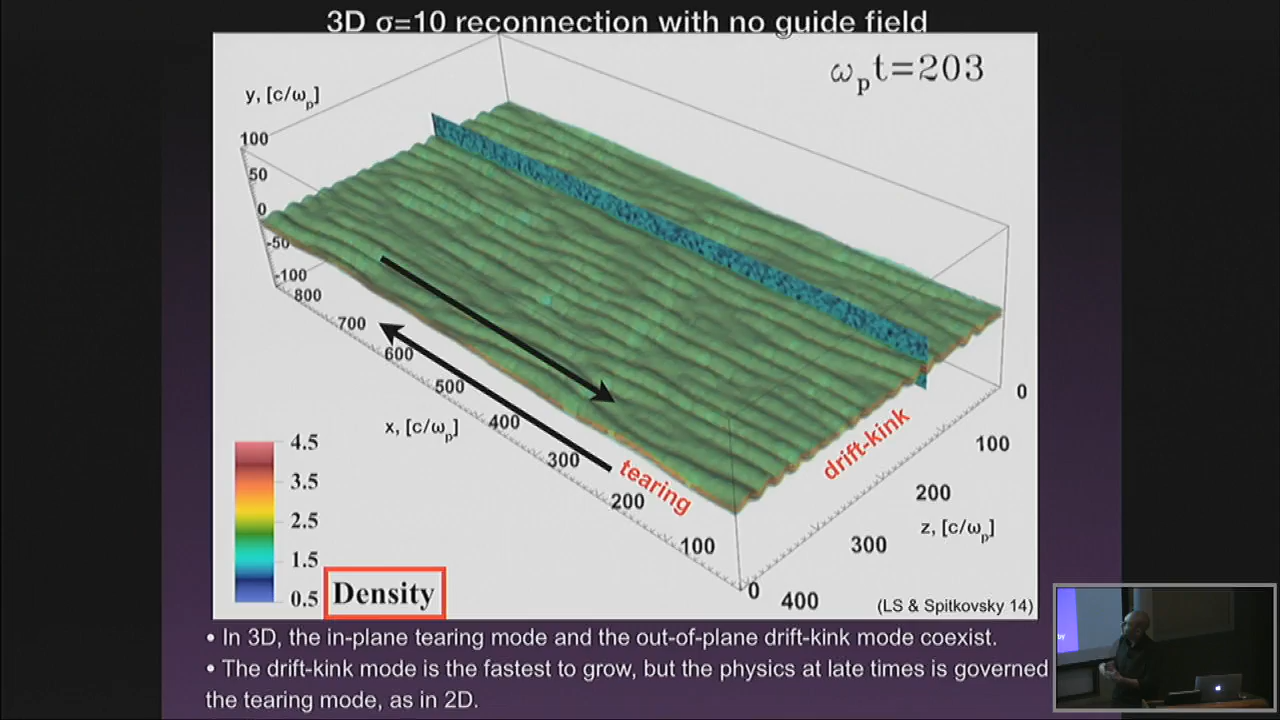 3D σ=10 reconnection with no guide field
ωpt=203
y, [c/ωp]
100
50
0
-50
-100
800
700
600
500
400
300
200
100
0
x, [c/ωp]
tearing
drift-kink
0
100
200
300
400
z, [c/ωp]
4.5
3.5
2.5
1.5
0.5
Density
(LS & Spitkovsky 14)
• In 3D, the in-plane tearing mode and the out-of-plane drift-kink mode coexist.
• The drift-kink mode is the fastest to grow, but the physics at late times is governed
the tearing mode, as in 2D.